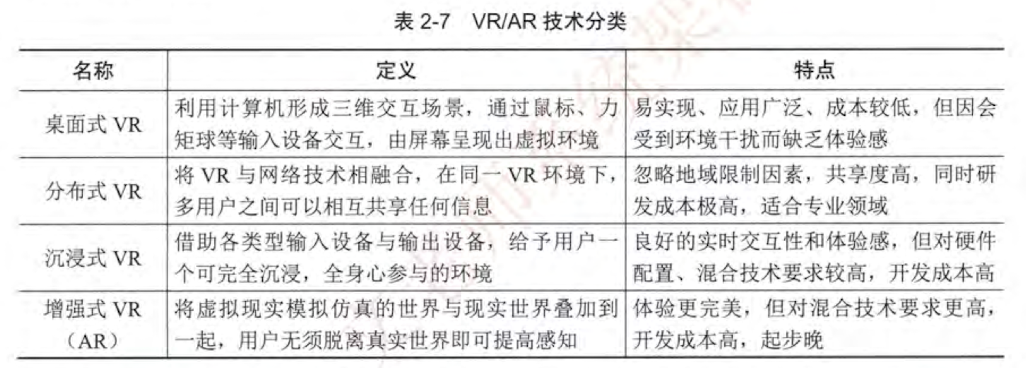 表 2-7 VR/AR 技术分类
名称 定义 特点
桌面式 VR 利用计算机形成三维交互场景，通过鼠标、力 易实现、应用广泛、成本较低，但因会
矩球等输入设备交互，由屏幕呈现出虚拟环境 受到环境干扰而缺乏体验感
分布式 VR 将 VR 与网络技术相融合，在同一 VR 环境下， 忽略地域限制因素，共享度高，同时研
多用户之间可以相互共享任何信息 发成本极高，适合专业领域
沉浸式 VR 借助各类型输入设备与输出设备，给予用户一 良好的实时交互性和体验感，但对硬件
个可完全沉浸，全身心参与的环境 配置、混合技术要求较高，开发成本高
增强式 VR 将虚拟现实模拟仿真的世界与现实世界叠加到 体验更完美，但对混合技术要求更高，
（AR） 一起，用户无须脱离真实世界即可提高感知 开发成本高，起步晚